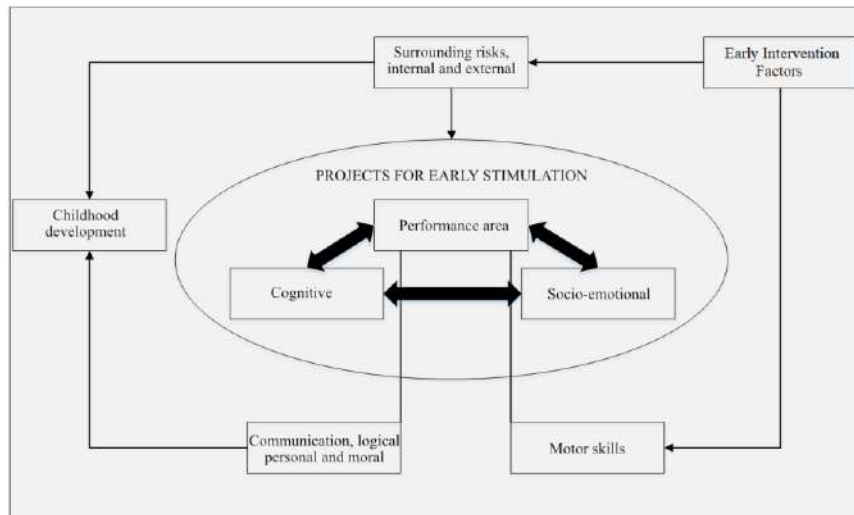 Surrounding risks,
internal and external
Early Intervention
Factors
PROJECTS FOR EARLY STIMULATION
Childhood
development
Performance area
Cognitive
Socio-emotional
Communication, logical
personal and moral
Motor skills